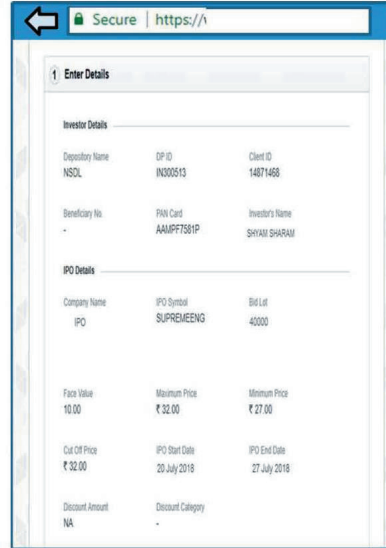 Secure | https://
1 Enter Details
Investor Details
Depository Name DP ID Client ID
NSDL IN300513 14871468
Beneficiary No PAN Card Investor's Name
- AAMPF7581P SHYAM SHARAM
IPO Details
Company Name IPO Symbol Bid Lot
IPO SUPREMEENG 40000
Face Value Maximum Price Minimum Price
10.00 ₹ 32.00 ₹ 27.00
Cut Off Price IPO Start Date IPO End Date
₹ 32.00 20 July 2018 27 July 2018
Discount Amount Discount Category
NA -